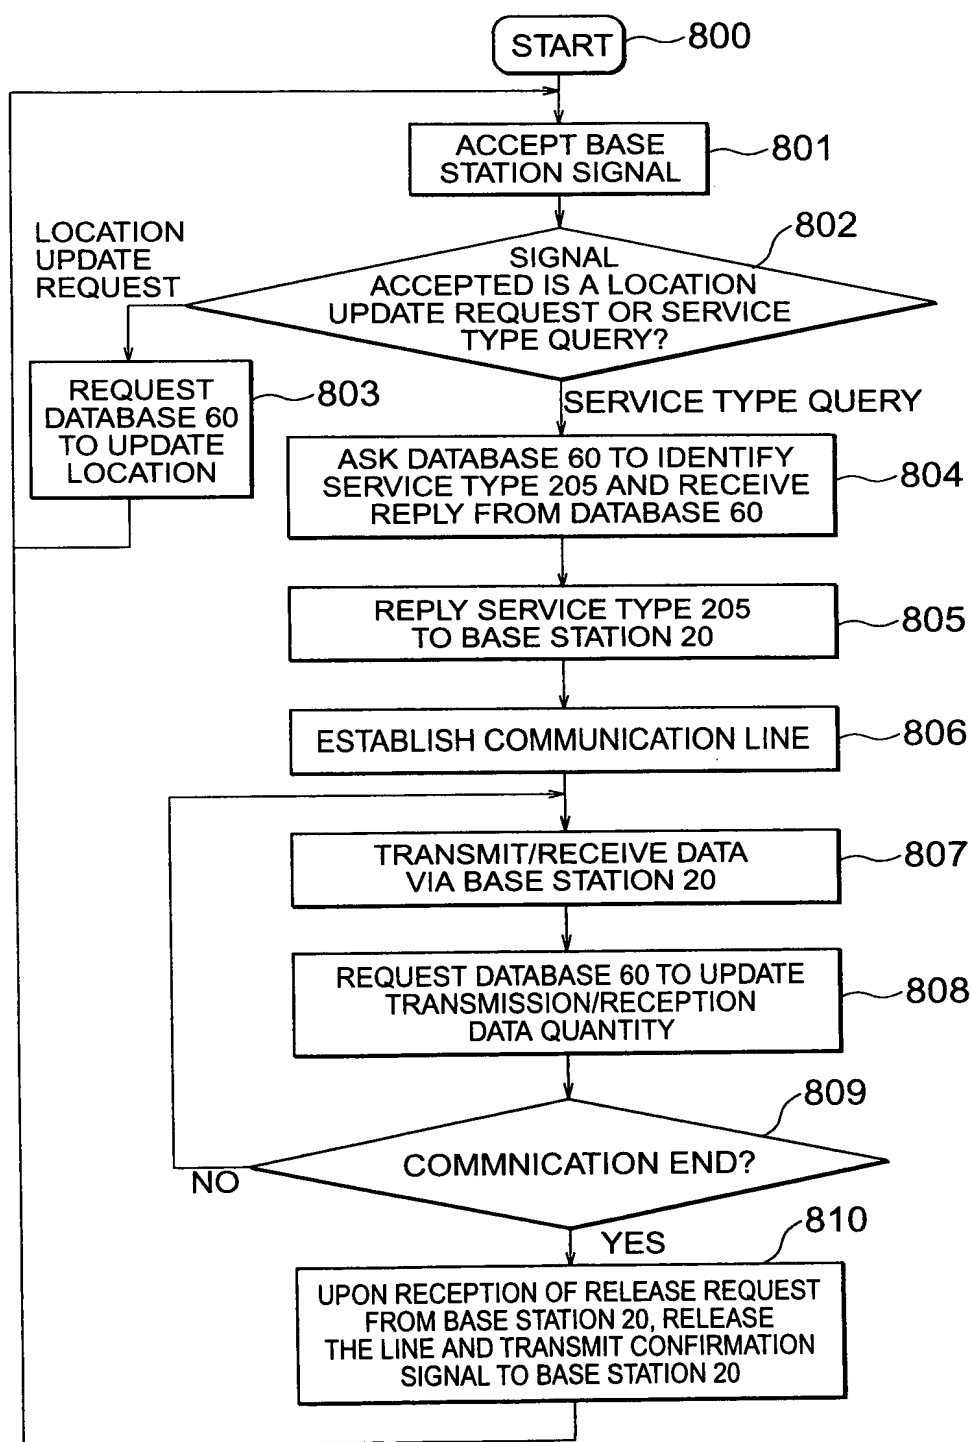 START
800
ACCEPT BASE
STATION SIGNAL
801
LOCATION
UPDATE
REQUEST
802
SIGNAL
ACCEPTED IS A LOCATION
UPDATE REQUEST OR SERVICE
TYPE QUERY?
REQUEST
DATABASE 60
TO UPDATE
LOCATION
803
SERVICE TYPE QUERY
ASK DATABASE 60 TO IDENTIFY
SERVICE TYPE 205 AND RECEIVE
REPLY FROM DATABASE 60
804
REPLY SERVICE TYPE 205
TO BASE STATION 20
805
ESTABLISH COMMUNICATION LINE
806
TRANSMIT/RECEIVE DATA
VIA BASE STATION 20
807
REQUEST DATABASE 60 TO UPDATE
TRANSMISSION/RECEPTION
DATA QUANTITY
808
809
COMMNICATION END?
NO
YES
810
UPON RECEPTION OF RELEASE REQUEST
FROM BASE STATION 20, RELEASE
THE LINE AND TRANSMIT CONFIRMATION
SIGNAL TO BASE STATION 20